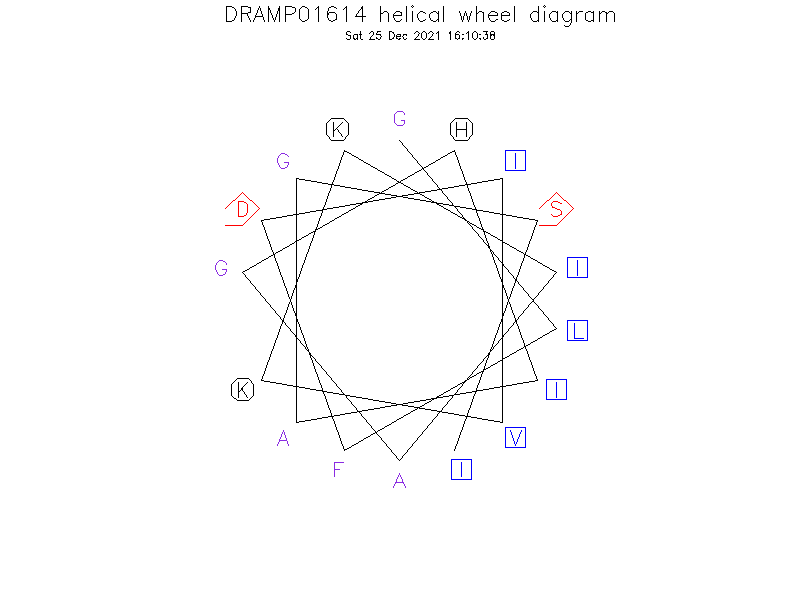 DRAMP01614 helical wheel diagram
Sat 25 Dec 2021 16:10:38
G
K H
G I
D S
G I
L
K I
A V
F I
A